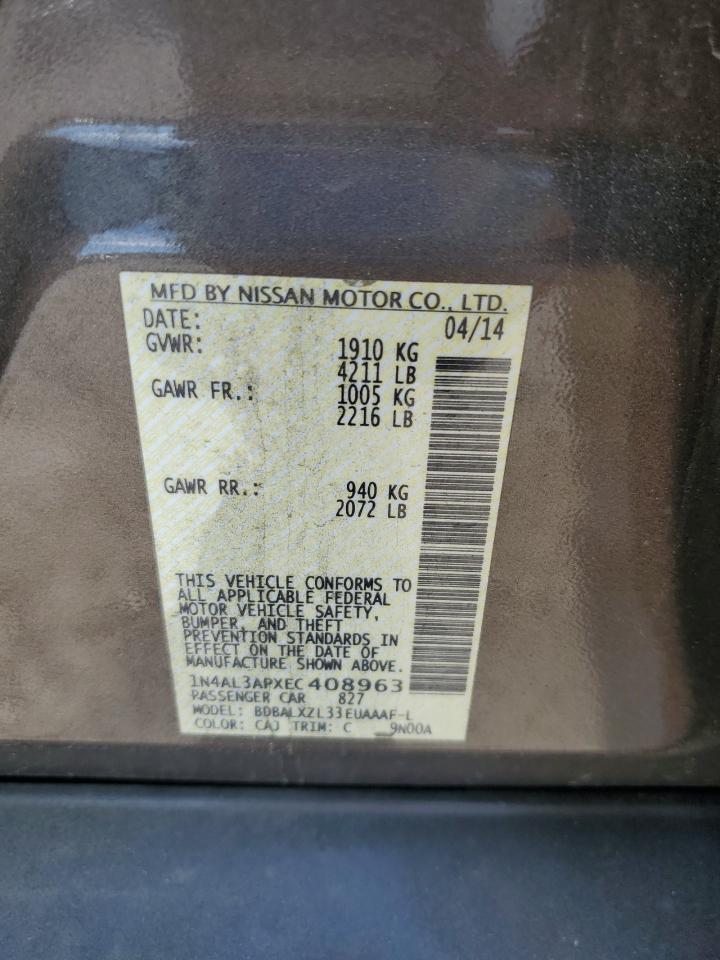 MFD BY NISSAN MOTOR CO., LTD.
DATE: 04/14
GVWR: 1910 KG
4211 LB
GAWR FR.: 1005 KG
2216 LB
GAWR RR.: 940 KG
2072 LB
THIS VEHICLE CONFORMS TO
ALL APPLICABLE FEDERAL
MOTOR VEHICLE SAFETY,
BUMPER, AND THEFT
PREVENTION STANDARDS IN
EFFECT ON THE DATE OF
MANUFACTURE SHOWN ABOVE.
1N4AL3APXEC408963
PASSENGER CAR 827
MODEL: BDBALXZL33EUAAAF-L
COLOR: CAJ TRIM: C _9N00A